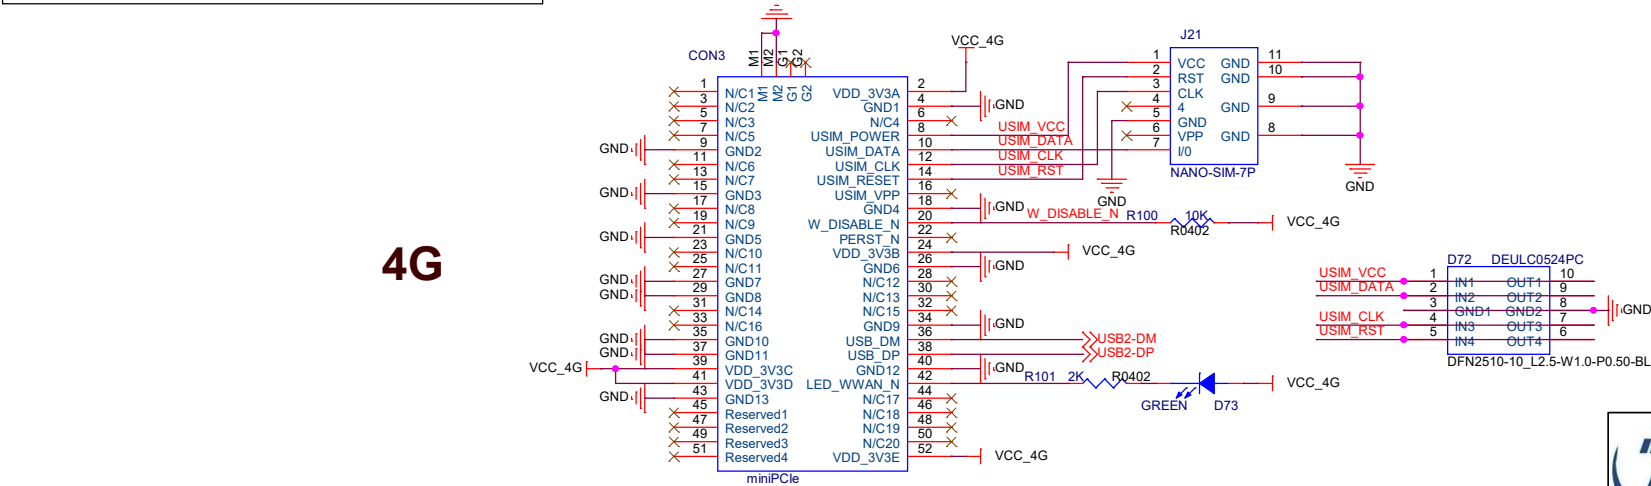 4G
CON3
M1
M2
G1
G2
M1
M2
G1
G2
1 N/C1
3 N/C2
5 N/C3
7 N/C5
GND 9 GND2
11 N/C6
13 N/C7
GND 15 GND3
17 N/C8
19 N/C9
GND 21 GND5
23 N/C10
25 N/C11
GND 27 GND7
GND 29 GND8
31 N/C14
33 N/C16
GND 35 GND10
GND 37 GND11
VCC_4G 39 VDD_3V3C
41 VDD_3V3D
GND 43 GND13
45 Reserved1
47 Reserved2
49 Reserved3
51 Reserved4
miniPCIe
VCC_4G
VDD_3V3A 2
GND1 4 GND
N/C4 6
USIM_POWER 8 USIM_VCC
USIM_DATA 10 USIM_DATA
USIM_CLK 12 USIM_CLK
USIM_RESET 14 USIM_RST
USIM_VPP 16
GND4 18 GND
W_DISABLE_N 20 W_DISABLE_N R100 10K R0402 VCC_4G
PERST_N 22
VDD_3V3B 24 VCC_4G
GND6 26 GND
N/C12 28
N/C13 30
N/C15 32
GND9 34 GND
USB_DM 36 USB2-DM
USB_DP 38 USB2-DP
GND12 40 GND
LED_WWAN_N 42 R101 2K R0402 GREEN D73 VCC_4G
N/C17 44
N/C18 46
N/C19 48
N/C20 50
VDD_3V3E 52 VCC_4G
J21
1 VCC GND 11
2 RST GND 10
3 CLK
4 4 GND 9
5 GND
6 VPP GND 8
7 I/0
NANO-SIM-7P
GND
GND
D72 DEULC0524PC
USIM_VCC 1 IN1 OUT1 10
USIM_DATA 2 IN2 OUT2 9
3 GND1 GND2 8 GND
USIM_CLK 4 IN3 OUT3 7
USIM_RST 5 IN4 OUT4 6
DFN2510-10_L2.5-W1.0-P0.50-BL